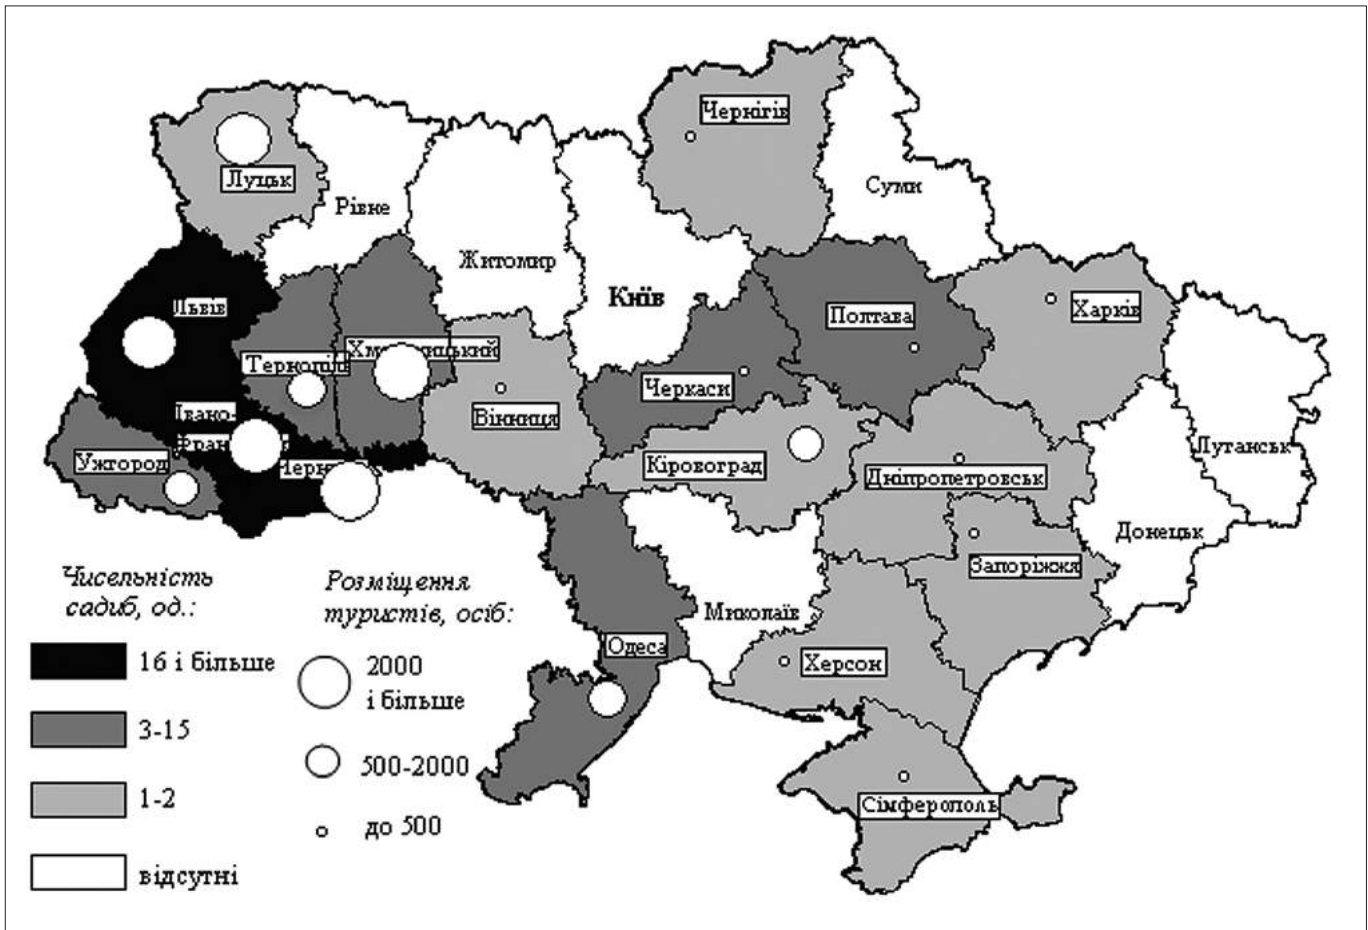 Чернігів
Луцьк
Суми
Рівне
Житомир
Київ
Львів
Полтава
Харків
Тернопіль
Черкаси
Івано-
Вінниця
Ужгород
Кіровоград
Луганськ
Дніпропетровськ
Донецьк
Запоріжжя
Миколаїв
Одеса
Херсон
Сімферополь
Чисельність
садиб, од.:
16 і більше
3-15
1-2
відсутні
Розміщення
туристів, осіб:
2000
і більше
500-2000
до 500